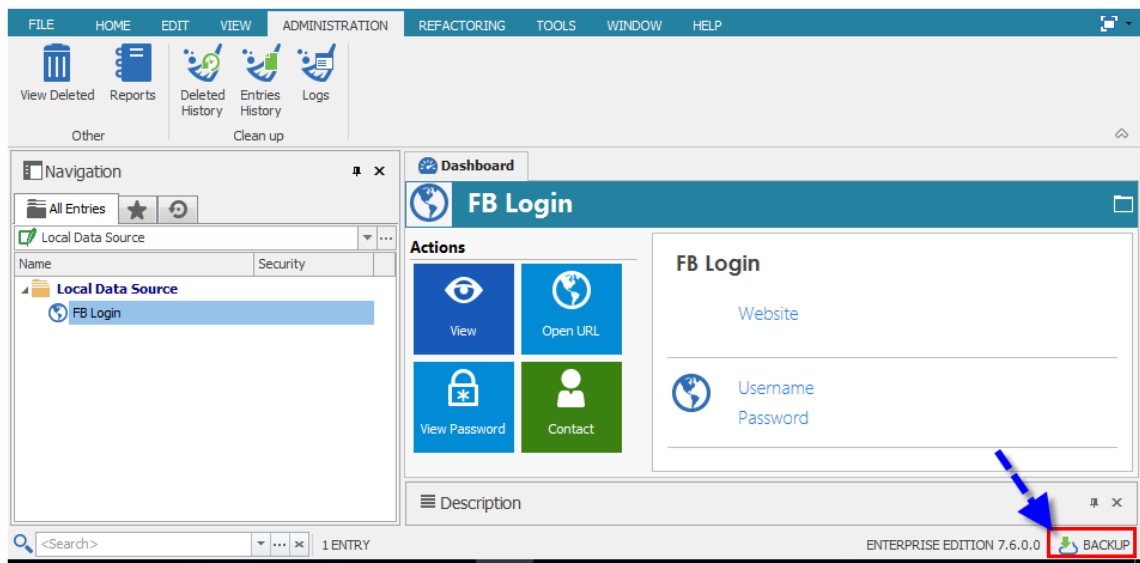 FILE HOME EDIT VIEW ADMINISTRATION REFACTORING TOOLS WINDOW HELP
View Deleted Reports Deleted History Entries History Logs
Other Clean up
Navigation
All Entries
Local Data Source
Name Security
Local Data Source
FB Login
Dashboard
FB Login
Actions
View Open URL
View Password Contact
FB Login
Website
Username
Password
Description
<Search> 1 ENTRY ENTERPRISE EDITION 7.6.0.0 BACKUP